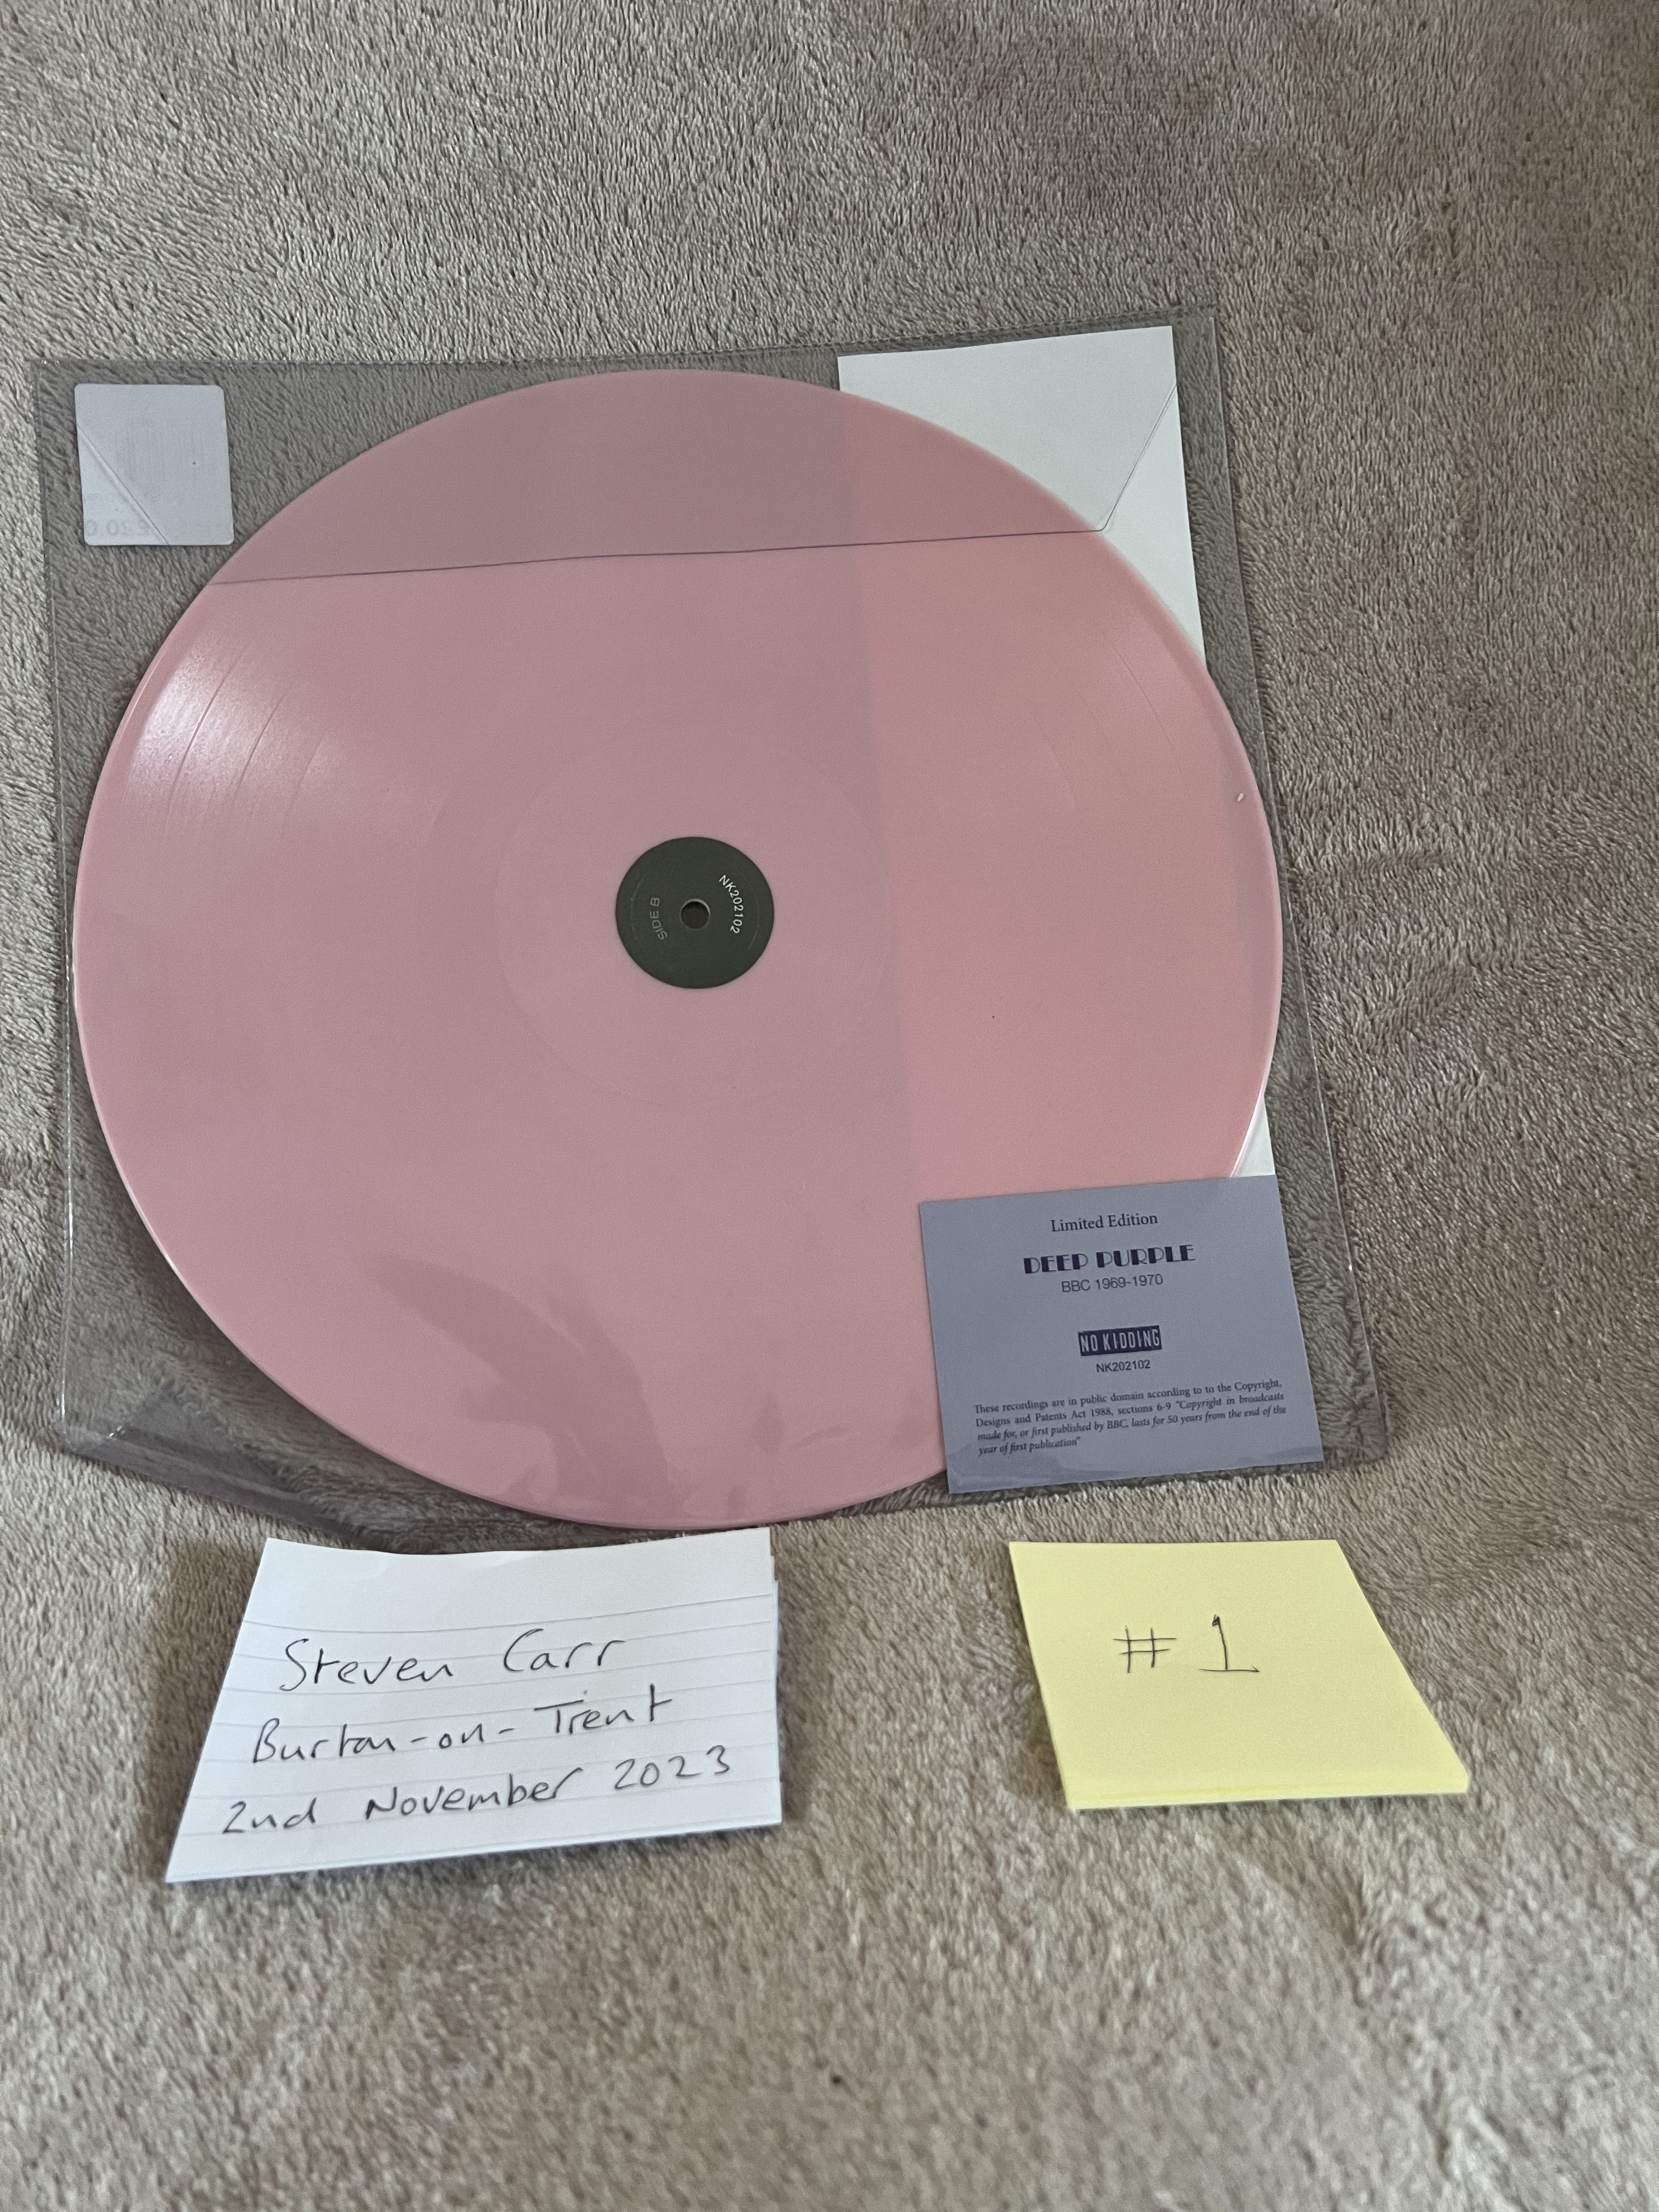 NK202102
SIDE B
Limited Edition
DEEP PURPLE
BBC 1969-1970
NO KIDDING
NK202102
These recordings are in public domain according to to the Copyright,
Designs and Patents Act 1988, sections 6-9 "Copyright in broadcasts
made for, or first published by BBC, lasts for 50 years from the end of the
year of first publication"
Steven Carr
Burton-on-Trent
2nd November 2023
#1